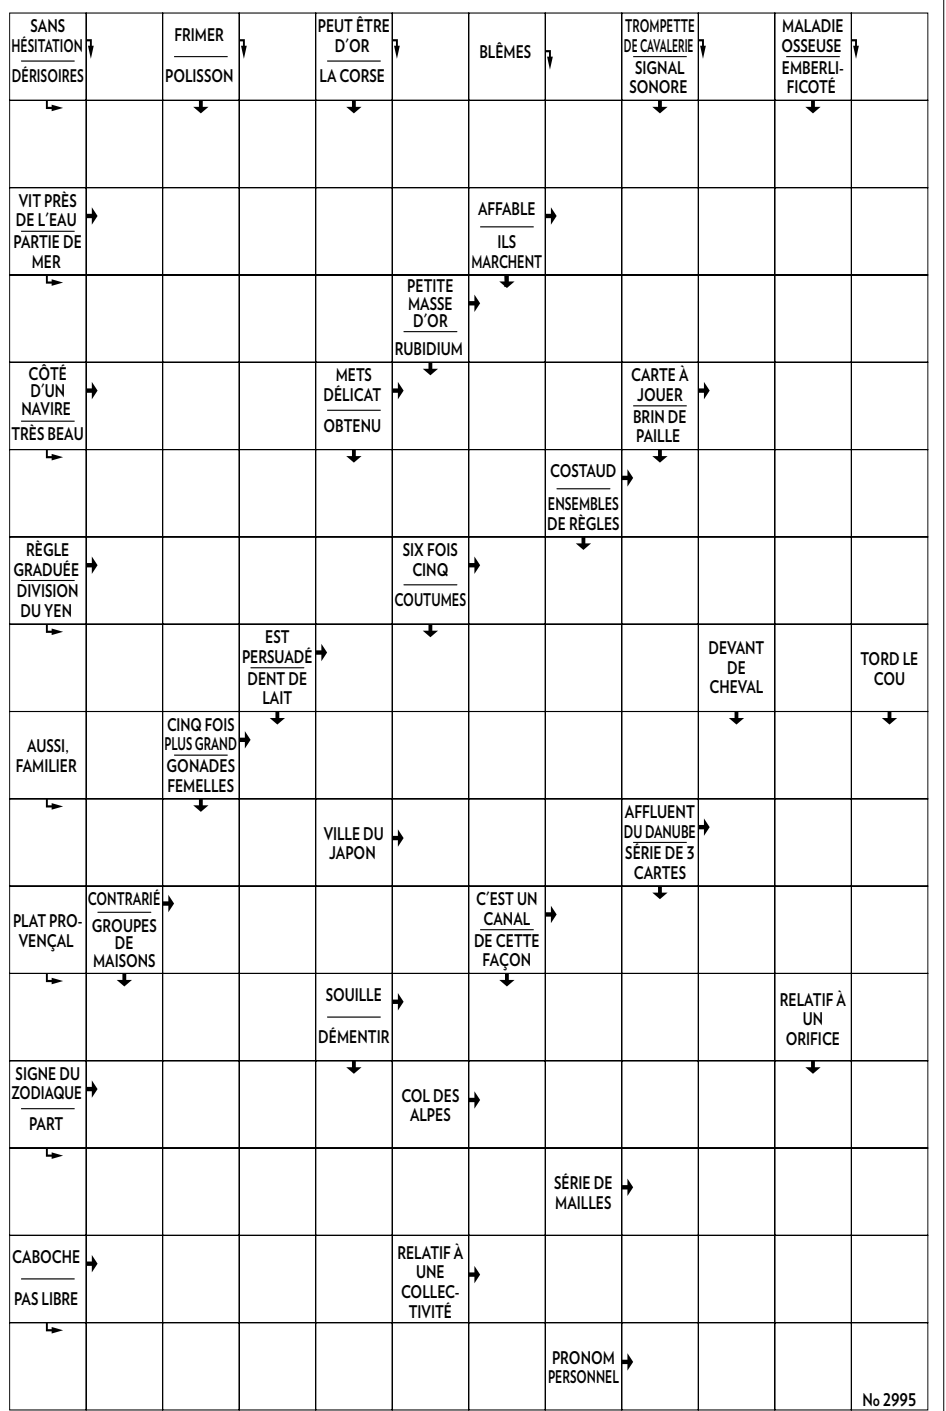 SANS
HÉSITATION
DÉRISOIRES
FRIMER
POLISSON
PEUT ÊTRE
D'OR
LA CORSE
BLÊMES
TROMPETTE
DE CAVALERIE
SIGNAL
SONORE
MALADIE
OSSEUSE
EMBERLI-
FICOTÉ
VIT PRÈS
DE L'EAU
PARTIE DE
MER
AFFABLE
ILS
MARCHENT
PETITE
MASSE
D'OR
RUBIDIUM
CÔTÉ
D'UN
NAVIRE
TRÈS BEAU
METS
DÉLICAT
OBTENU
CARTE À
JOUER
BRIN DE
PAILLE
COSTAUD
ENSEMBLES
DE RÈGLES
RÈGLE
GRADUÉE
DIVISION
DU YEN
SIX FOIS
CINQ
COUTUMES
EST
PERSUADÉ
DENT DE
LAIT
DEVANT
DE
CHEVAL
TORD LE
COU
AUSSI,
FAMILIER
CINQ FOIS
PLUS GRAND
GONADES
FEMELLES
VILLE DU
JAPON
AFFLUENT
DU DANUBE
SÉRIE DE 3
CARTES
PLAT PRO-
VENÇAL
CONTRARIÉ
GROUPES
DE
MAISONS
C'EST UN
CANAL
DE CETTE
FAÇON
SOUILLE
DÉMENTIR
RELATIF À
UN
ORIFICE
SIGNE DU
ZODIAQUE
PART
COL DES
ALPES
SÉRIE DE
MAILLES
CABOCHE
PAS LIBRE
RELATIF À
UNE
COLLEC-
TIVITÉ
PRONOM
PERSONNEL
No 2995